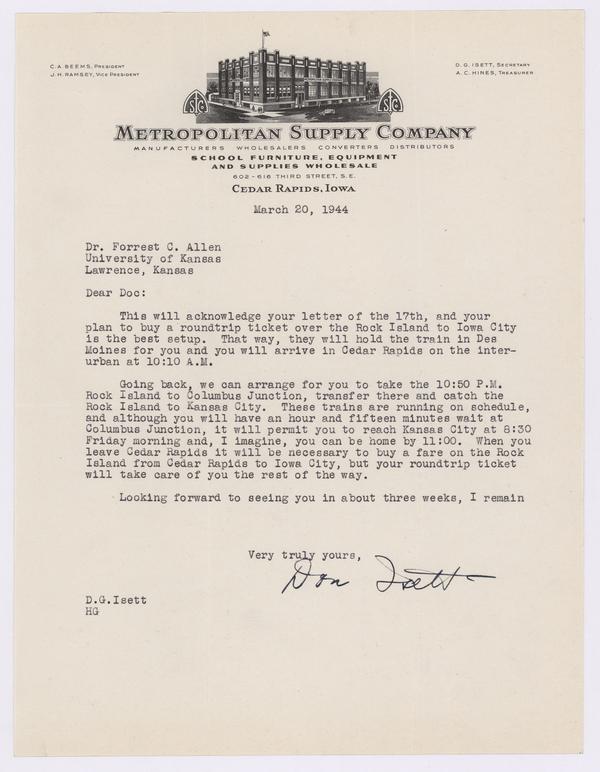 C. A. BEEMS, PRESIDENT
J. H. RAMSEY, VICE PRESIDENT
D. G. ISETT, SECRETARY
A. C. HINES, TREASURER
METROPOLITAN SUPPLY COMPANY
MANUFACTURERS WHOLESALERS CONVERTERS DISTRIBUTORS
SCHOOL FURNITURE, EQUIPMENT
AND SUPPLIES WHOLESALE
602-616 THIRD STREET, S.E.
CEDAR RAPIDS, IOWA
March 20, 1944
Dr. Forrest C. Allen
University of Kansas
Lawrence, Kansas
Dear Doc:
This will acknowledge your letter of the 17th, and your
plan to buy a roundtrip ticket over the Rock Island to Iowa City
is the best setup. That way, they will hold the train in Des
Moines for you and you will arrive in Cedar Rapids on the inter-
urban at 10:10 A.M.
Going back, we can arrange for you to take the 10:50 P.M.
Rock Island to Columbus Junction, transfer there and catch the
Rock Island to Kansas City. These trains are running on schedule,
and although you will have an hour and fifteen minutes wait at
Columbus Junction, it will permit you to reach Kansas City at 8:30
Friday morning and, I imagine, you can be home by 11:00. When you
leave Cedar Rapids it will be necessary to buy a fare on the Rock
Island from Cedar Rapids to Iowa City, but your roundtrip ticket
will take care of you the rest of the way.
Looking forward to seeing you in about three weeks, I remain
Very truly yours,
Don Isett
D.G.Isett
HG